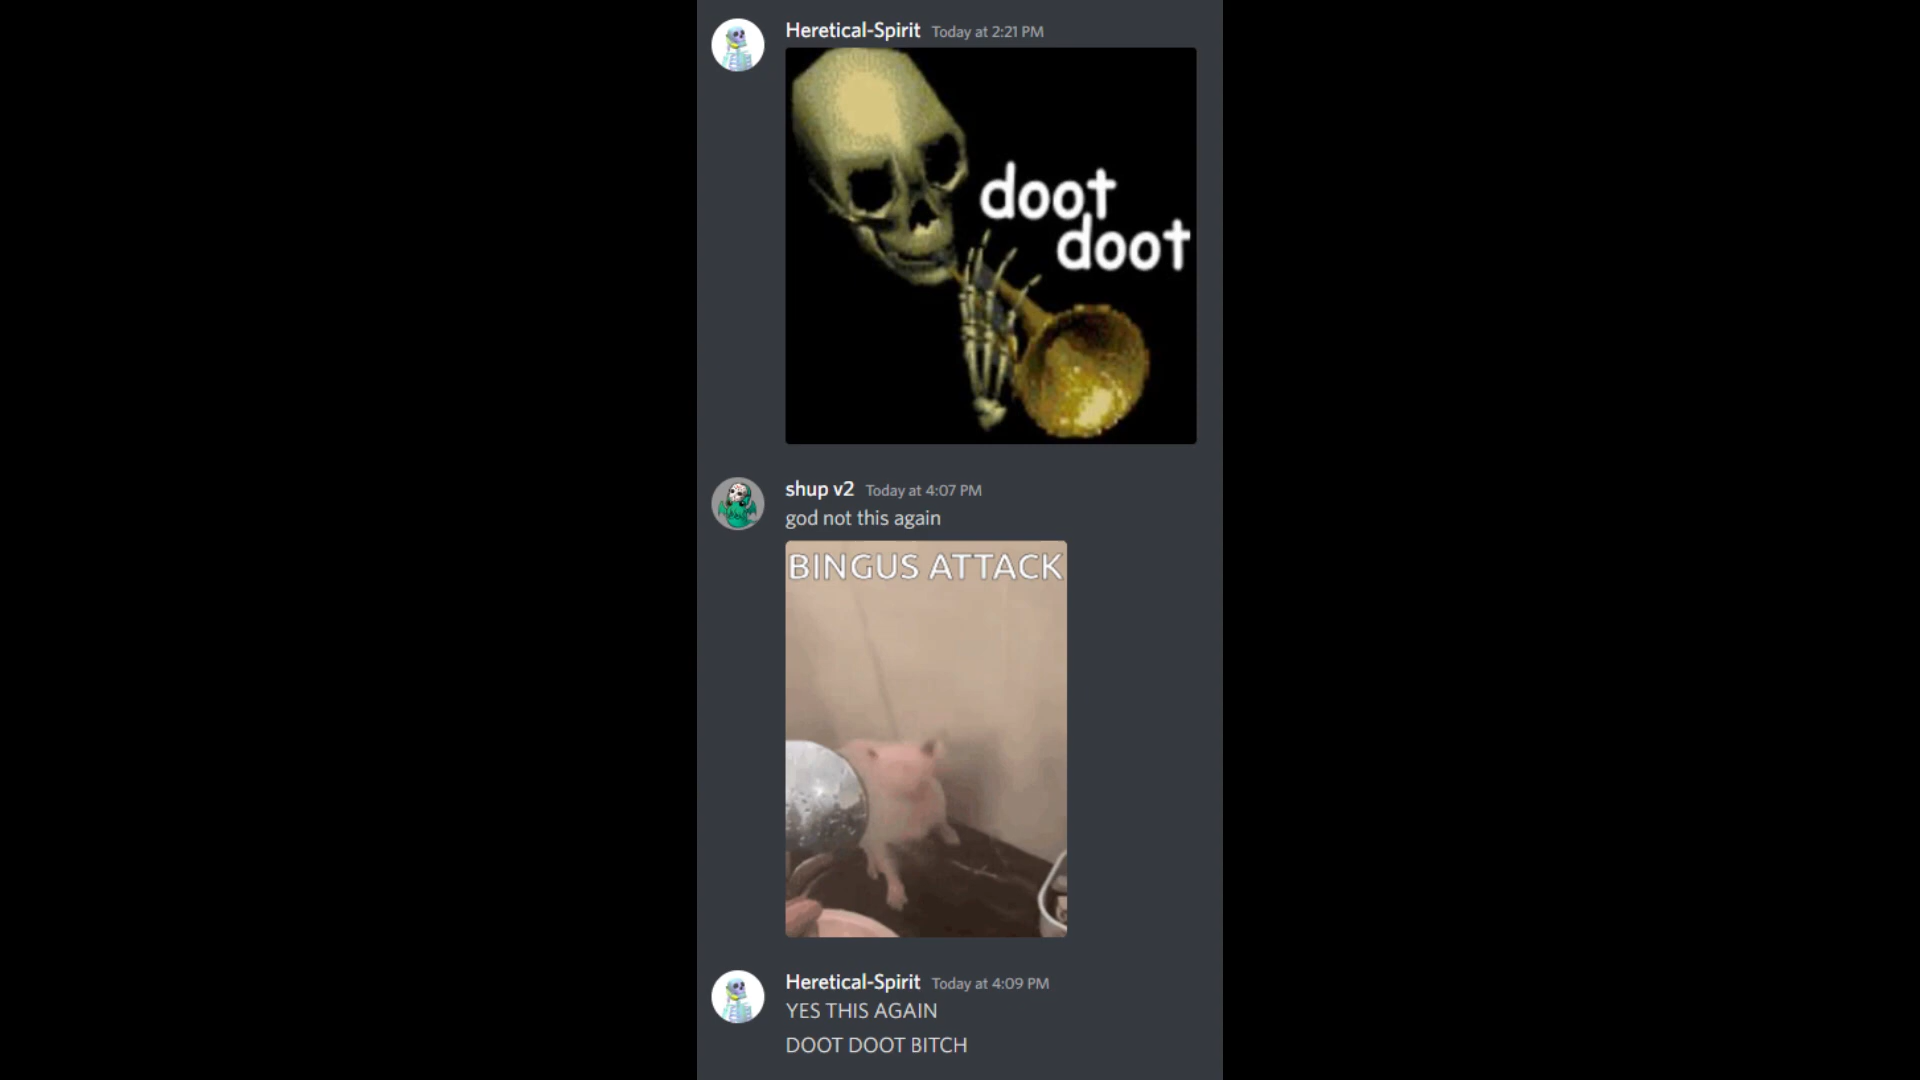 Heretical-Spirit Today at 2:21 PM
doot
doot
shup v2 Today at 4:07 PM
god not this again
BINGUS ATTACK
Heretical-Spirit Today at 4:09 PM
YES THIS AGAIN
DOOT DOOT BITCH